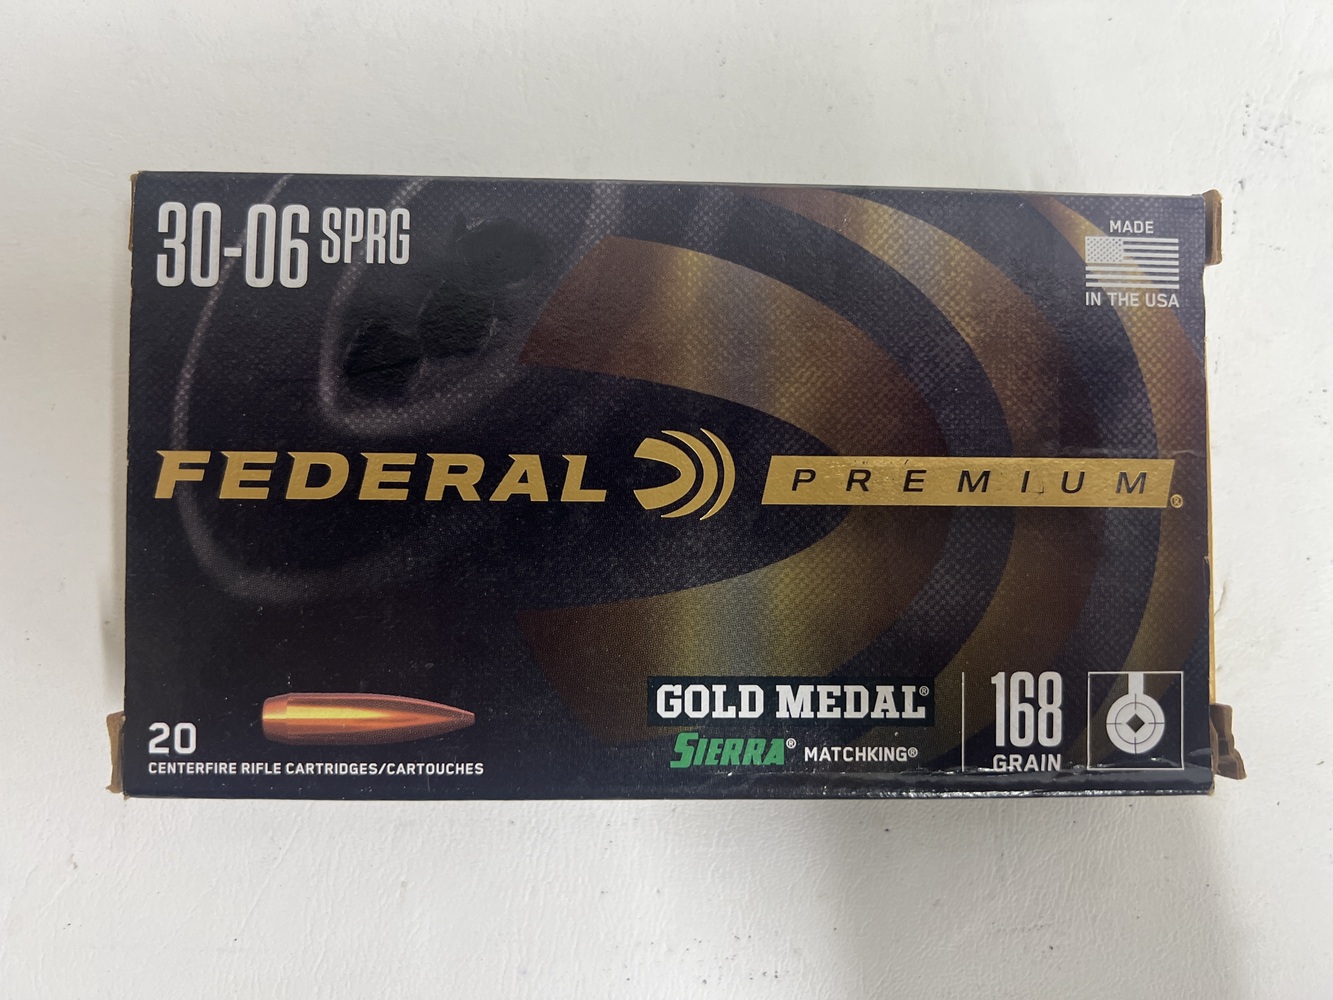 30-06 SPRG
MADE
IN THE USA
FEDERAL PREMIUM®
20
CENTERFIRE RIFLE CARTRIDGES/CARTOUCHES
GOLD MEDAL®
SIERRA® MATCHKING®
168
GRAIN